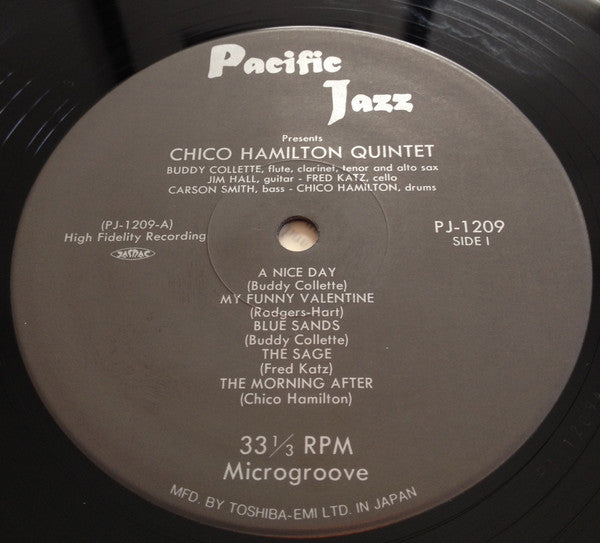 Pacific
Jazz
Presents
CHICO HAMILTON QUINTET
BUDDY COLLETTE, flute, clarinet, tenor and alto sax
JIM HALL, guitar - FRED KATZ, cello
CARSON SMITH, bass - CHICO HAMILTON, drums
(PJ-1209-A)
High Fidelity Recording
JASRAC
PJ-1209
SIDE I
A NICE DAY
(Buddy Collette)
MY FUNNY VALENTINE
(Rodgers-Hart)
BLUE SANDS
(Buddy Collette)
THE SAGE
(Fred Katz)
THE MORNING AFTER
(Chico Hamilton)
33 1/3 RPM
Microgroove
MFD. BY TOSHIBA-EMI LTD. IN JAPAN